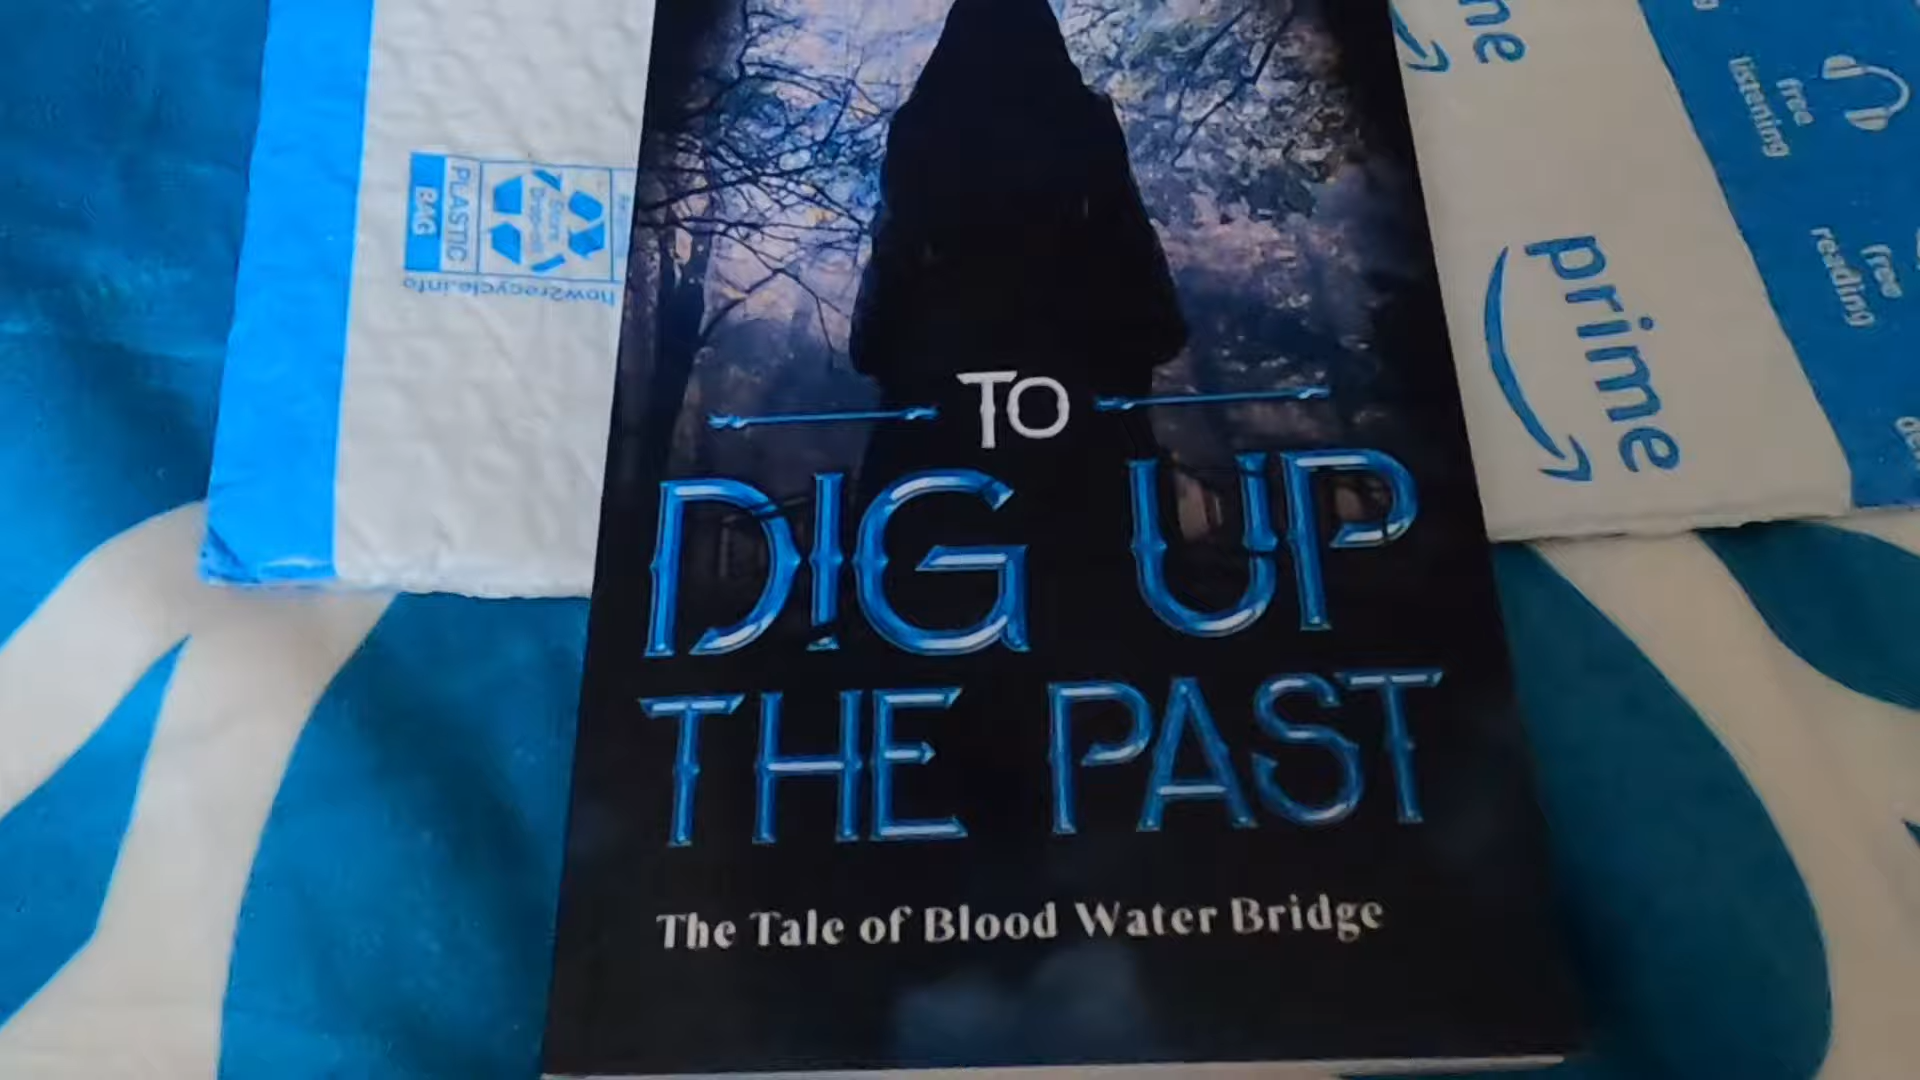 TO
DIG UP
THE PAST
The Tale of Blood Water Bridge
PLASTIC
BAG
Store
Drop-off
how2recycle.info
prime
free
listening
free
reading